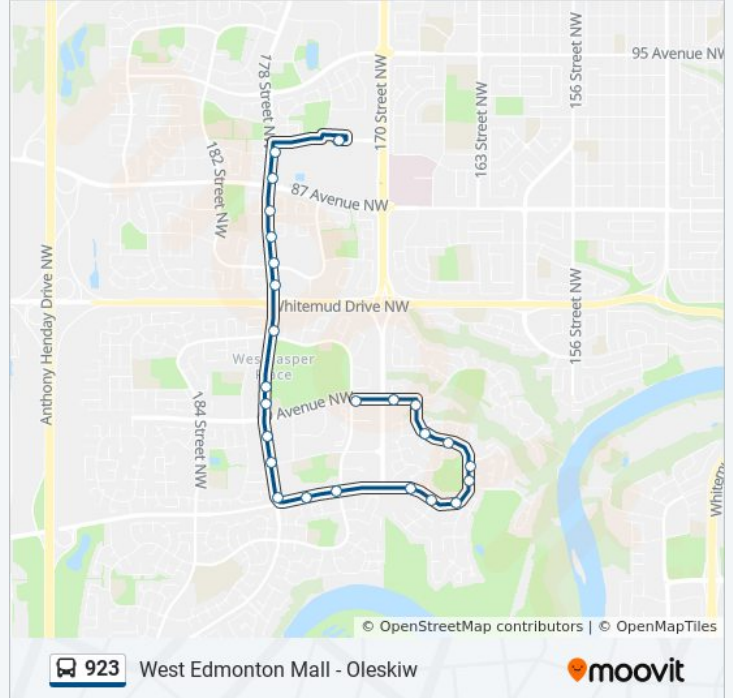 95 Avenue NW
178 Street NW
170 Street NW
163 Street NW
156 Street NW
182 Street NW
87 Avenue NW
Anthony Henday Drive NW
Whitemud Drive NW
156 Street NW
West Jasper
Place
Avenue NW
184 Street NW
Whitem
© OpenStreetMap contributors | © OpenMapTiles
923 West Edmonton Mall - Oleskiw
moovit